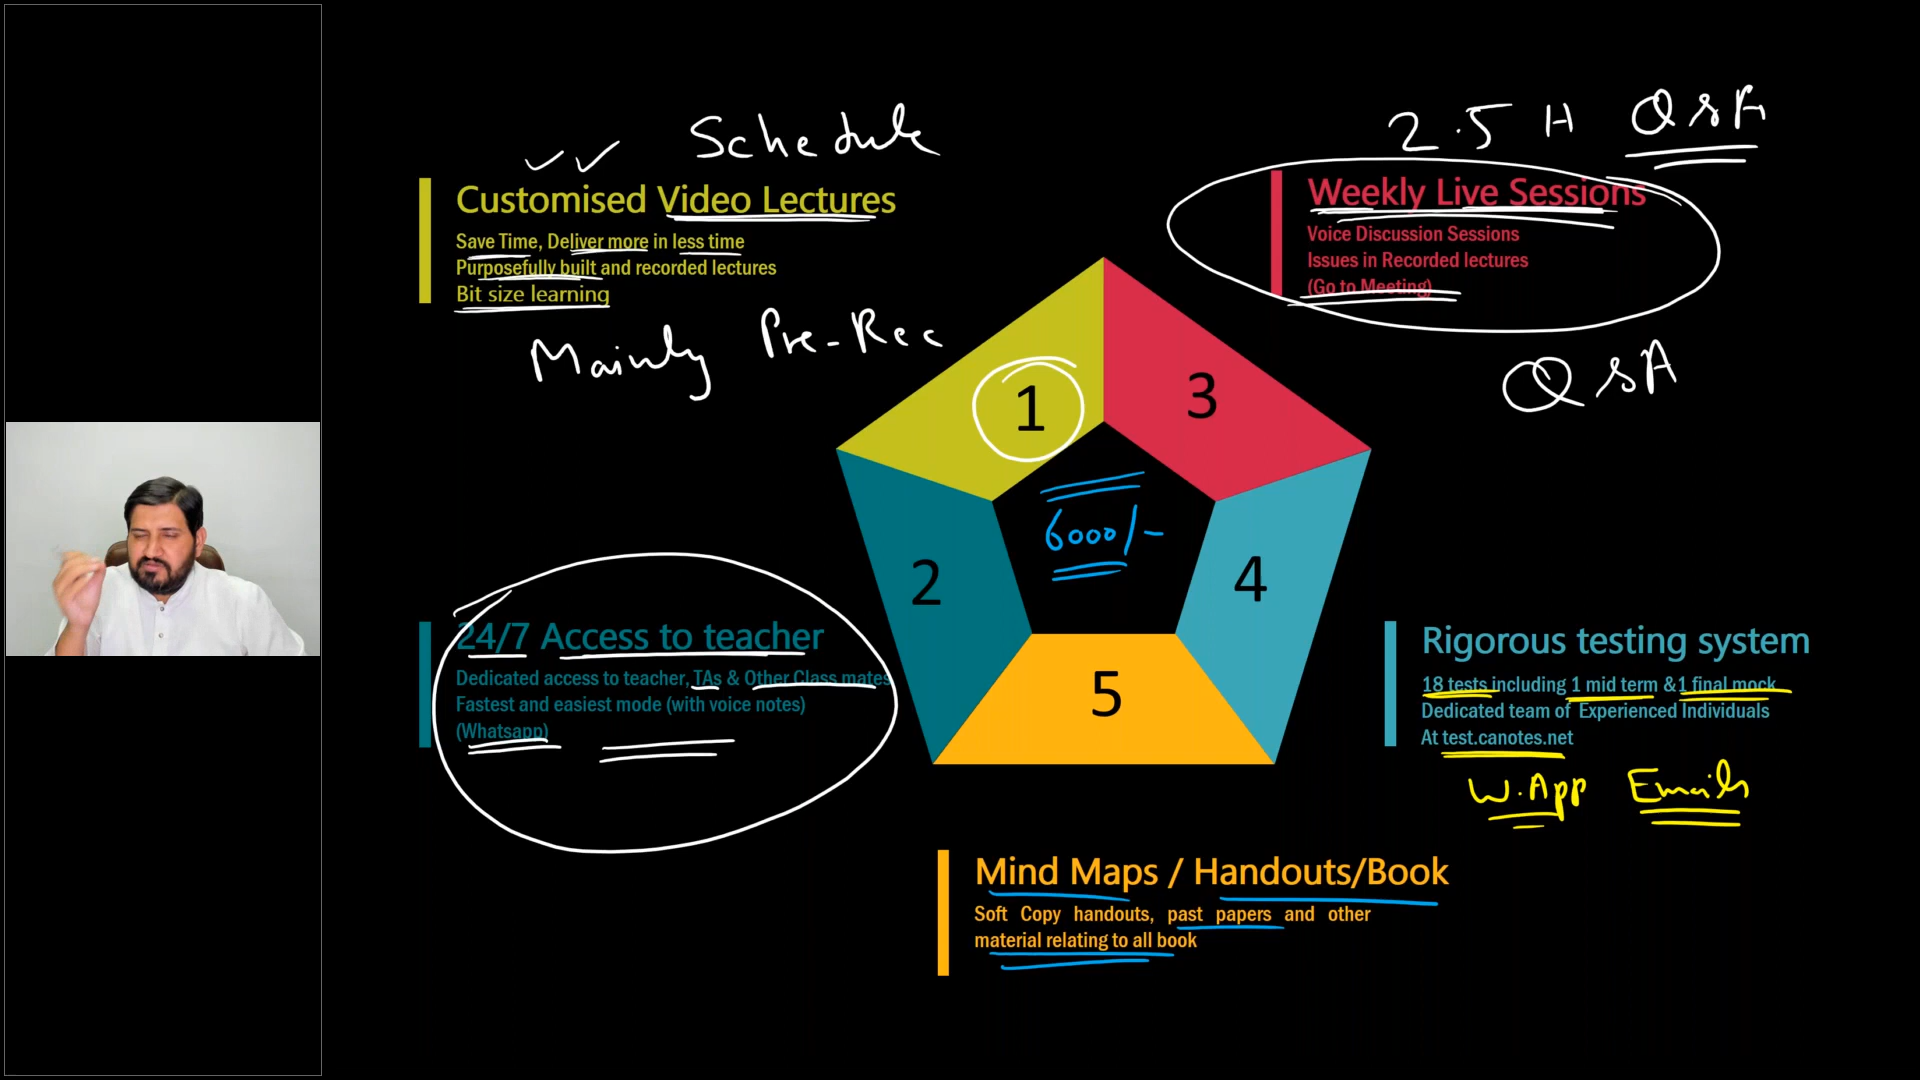 ✓✓ Schedule
Customised Video Lectures
Save Time, Deliver more in less time
Purposefully built and recorded lectures
Bit size learning
Mainly Pre-Rec
2.5 H Q&A
Weekly Live Sessions
Voice Discussion Sessions
Issues in Recorded lectures
(Go to Meeting)
Q&A
1
3
6000/-
2
4
5
24/7 Access to teacher
Dedicated access to teacher, TAs & Other Class mates
Fastest and easiest mode (with voice notes)
(Whatsapp)
Rigorous testing system
18 tests including 1 mid term &1 final mock
Dedicated team of Experienced Individuals
At test.canotes.net
W.App Emails
Mind Maps / Handouts/Book
Soft Copy handouts, past papers and other
material relating to all book